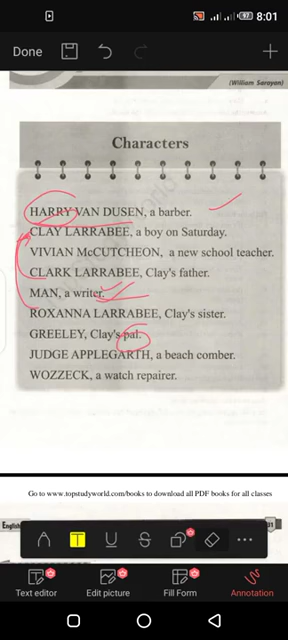 8:01
Done
(William Saroyan)
Characters
HARRY VAN DUSEN, a barber.
CLAY LARRABEE, a boy on Saturday.
VIVIAN McCUTCHEON, a new school teacher.
CLARK LARRABEE, Clay's father.
MAN, a writer.
ROXANNA LARRABEE, Clay's sister.
GREELEY, Clay's pal.
JUDGE APPLEGARTH, a beach comber.
WOZZECK, a watch repairer.
Go to www.topstudyworld.com/books to download all PDF books for all classes
English
T U S
Text editor Edit picture Fill Form Annotation